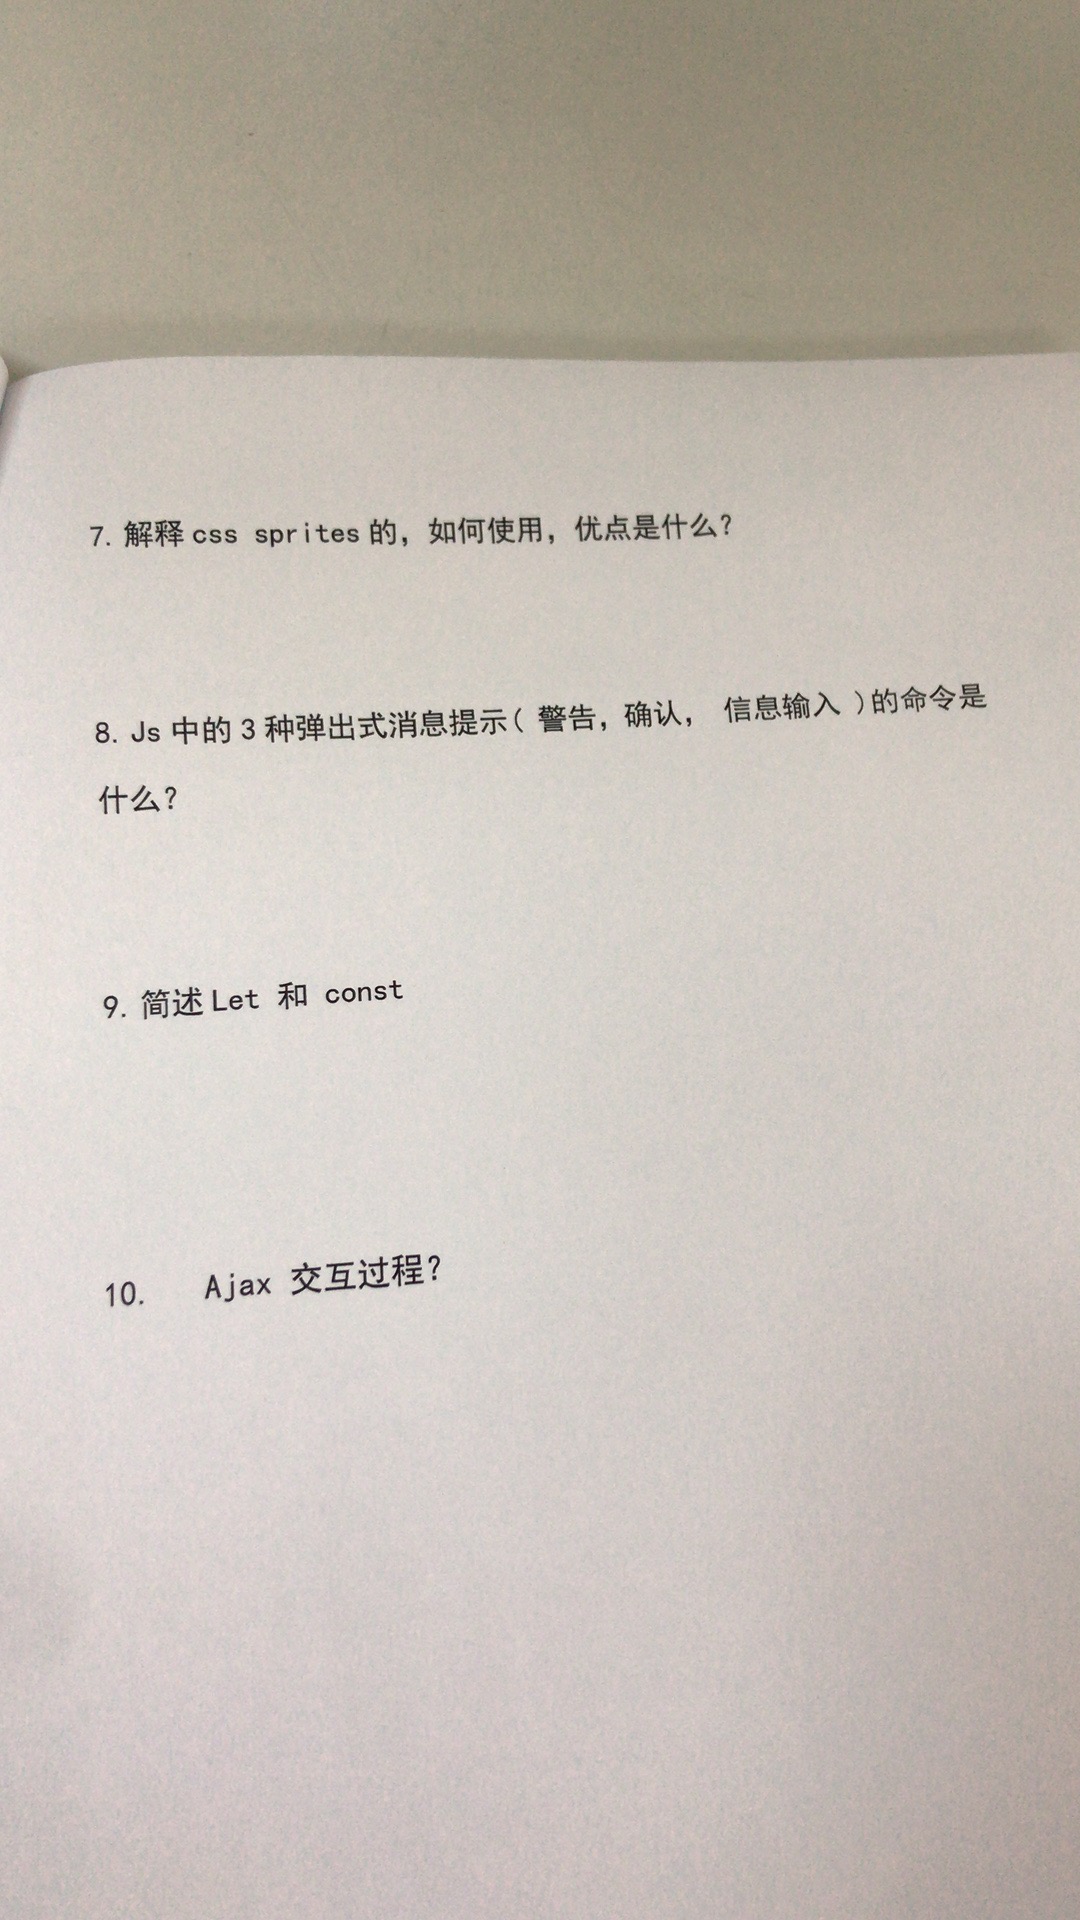 7. 解释 css sprites 的，如何使用，优点是什么？
8. Js 中的 3 种弹出式消息提示( 警告，确认， 信息输入 )的命令是
什么？
9. 简述 Let 和 const
10. Ajax 交互过程？